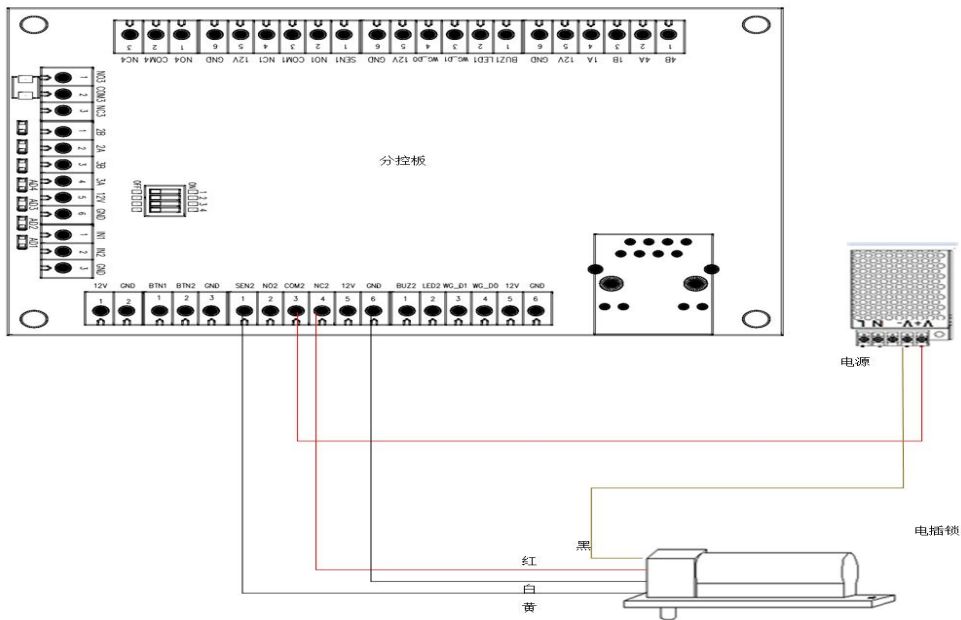 3 2 1 6 5 4 3 2 1 6 5 4 3 2 1 6 5 4 3 2 1
NC4 COM4 NO4 GND 12V NC1 COM1 NO1 SEN1 GND 12V WG_D0 WG_D1 LED1 BUZ1 GND 12V 1A 1B 4A 4B
1 NO3
2 COM3
3 NC3
1 2B
2 2A
3 3B
4 3A
5 12V
6 GND
1 IN1
2 IN2
3 GND
AD4
AD3
AD2
AD1
OFF
ON
1
2
3
4
分控板
12V GND BTN1 BTN2 GND SEN2 NO2 COM2 NC2 12V GND BUZ2 LED2 WG_D1 WG_D0 12V GND
1 2 1 2 3 1 2 3 4 5 6 1 2 3 4 5 6
V+V- N L
电源
电插锁
黑
红
白
黄